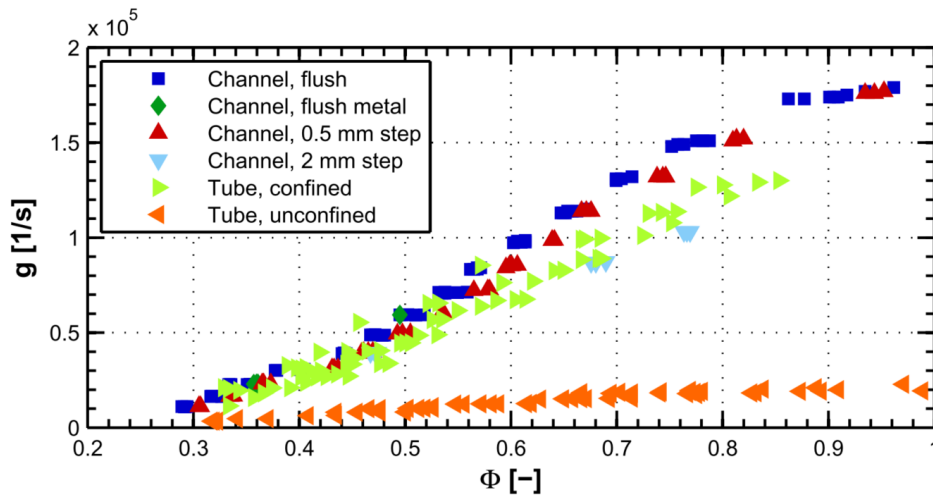 x 10⁵
2
1.5
1
0.5
0
g [1/s]
Channel, flush
Channel, flush metal
Channel, 0.5 mm step
Channel, 2 mm step
Tube, confined
Tube, unconfined
0.2 0.3 0.4 0.5 0.6 0.7 0.8 0.9 1
Φ [−]